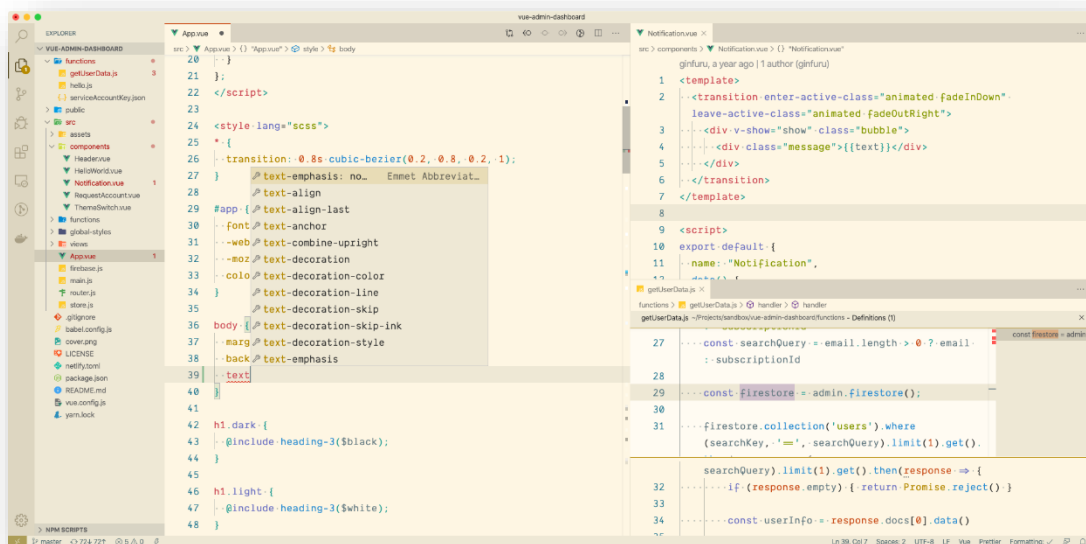 vue-admin-dashboard
EXPLORER
VUE-ADMIN-DASHBOARD
functions
getUserData.js 3
hello.js
serviceAccountKey.json
public
src
assets
components
Header.vue
HelloWorld.vue
Notification.vue 1
RequestAccount.vue
ThemeSwitch.vue
functions
global-styles
views
App.vue 1
firebase.js
main.js
router.js
store.js
.gitignore
babel.config.js
cover.png
LICENSE
netlify.toml
package.json
README.md
vue.config.js
yarn.lock
NPM SCRIPTS
App.vue
src > App.vue > {} "App.vue" > style > body
20 }
21 };
22 </script>
23
24 <style lang="scss">
25 * {
26 transition: 0.8s cubic-bezier(0.2, 0.8, 0.2, 1);
27 }
28
29 #app {
30 font
31 -web
32 -moz
33 colo
34 }
35
36 body {
37 marg
38 back
39 text
40 }
41
42 h1.dark {
43 @include heading-3($black);
44 }
45
46 h1.light {
47 @include heading-3($white);
48 }
text-emphasis: no… Emmet Abbreviat…
text-align
text-align-last
text-anchor
text-combine-upright
text-decoration
text-decoration-color
text-decoration-line
text-decoration-skip
text-decoration-skip-ink
text-decoration-style
text-emphasis
Notification.vue
src > components > Notification.vue > {} "Notification.vue"
ginfuru, a year ago | 1 author (ginfuru)
1 <template>
2 <transition enter-active-class="animated fadeInDown"
leave-active-class="animated fadeOutRight">
3 <div v-show="show" class="bubble">
4 <div class="message">{{text}}</div>
5 </div>
6 </transition>
7 </template>
8
9 <script>
10 export default {
11 name: "Notification",
12 data() {
getUserData.js
functions > getUserData.js > handler > handler
getUserData.js ~/Projects/sandbox/vue-admin-dashboard/functions - Definitions (1)
27 const searchQuery = email.length > 0 ? email
: subscriptionId
28
29 const firestore = admin.firestore();
30
31 firestore.collection('users').where
(searchKey, '==', searchQuery).limit(1).get().
const firestore = admin
searchQuery).limit(1).get().then(response => {
32 if (response.empty) { return Promise.reject() }
33
34 const userInfo = response.docs[0].data()
master 72↓ 72↑ 5 0
Ln 39, Col 7 Spaces: 2 UTF-8 LF Vue Prettier Formatting: ✓